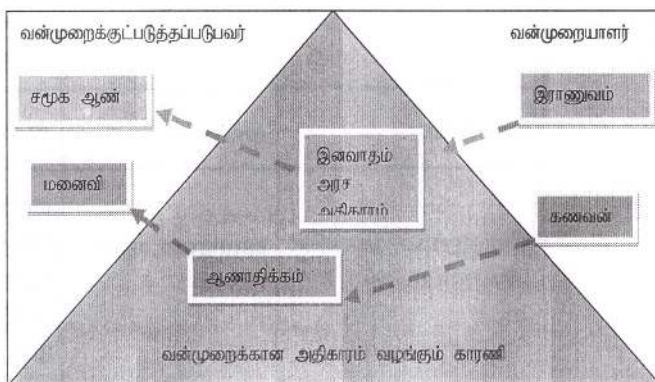 வன்முறைக்குட்படுத்தப்படுபவர்
வன்முறையாளர்
சமூக ஆண்
இராணுவம்
இனவாதம்
அரச
அதிகாரம்
மனைவி
கணவன்
ஆணாதிக்கம்
வன்முறைக்கான அதிகாரம் வழங்கும் காரணி